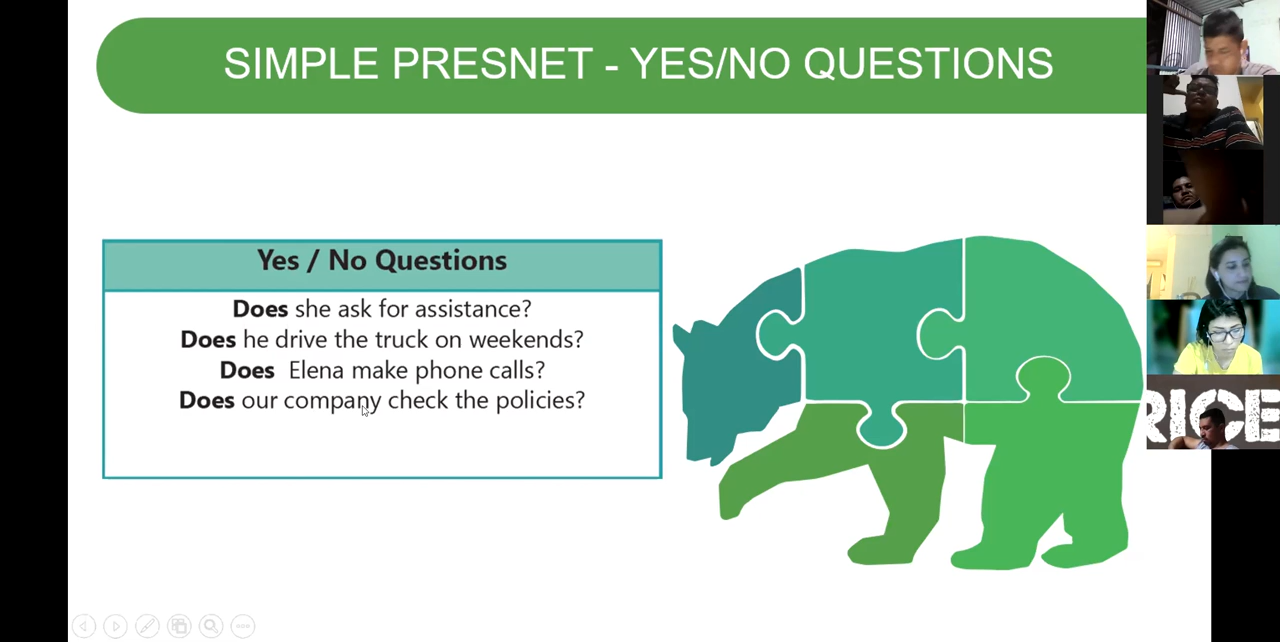 SIMPLE PRESNET - YES/NO QUESTIONS
Yes / No Questions
Does she ask for assistance?
Does he drive the truck on weekends?
Does Elena make phone calls?
Does our company check the policies?
RICE